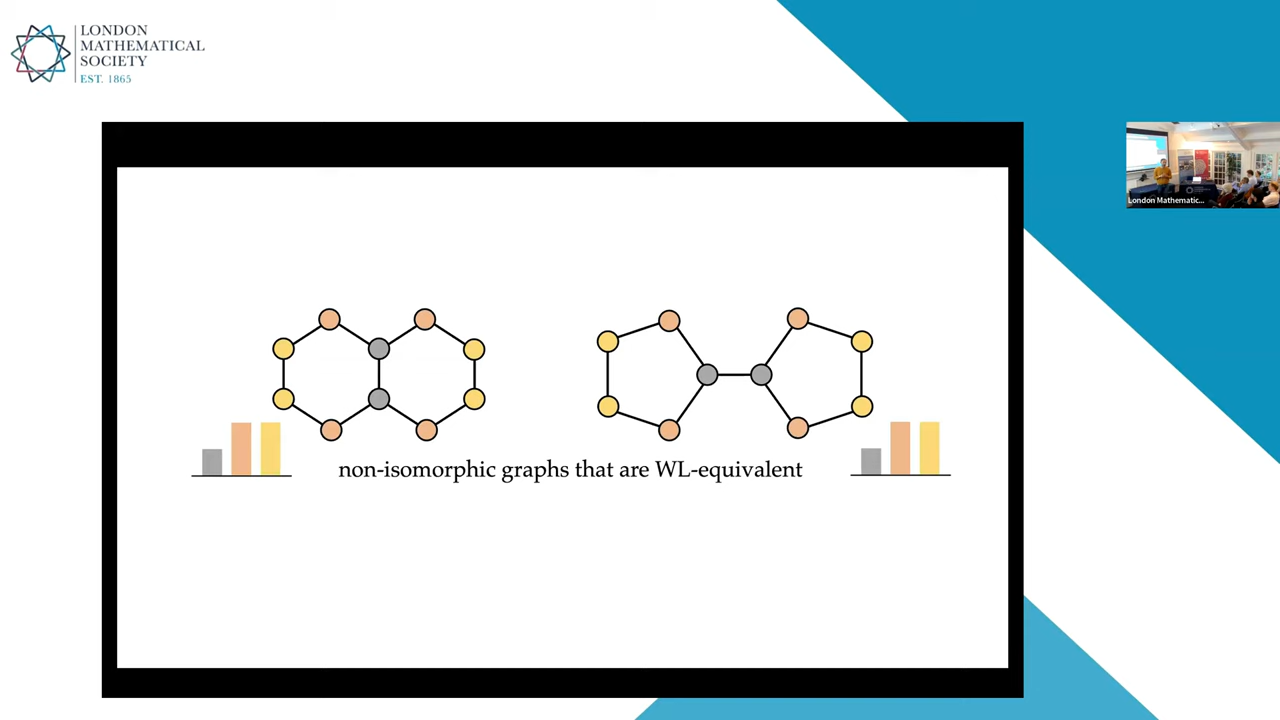 LONDON
MATHEMATICAL
SOCIETY
EST. 1865
London Mathematic...
non-isomorphic graphs that are WL-equivalent